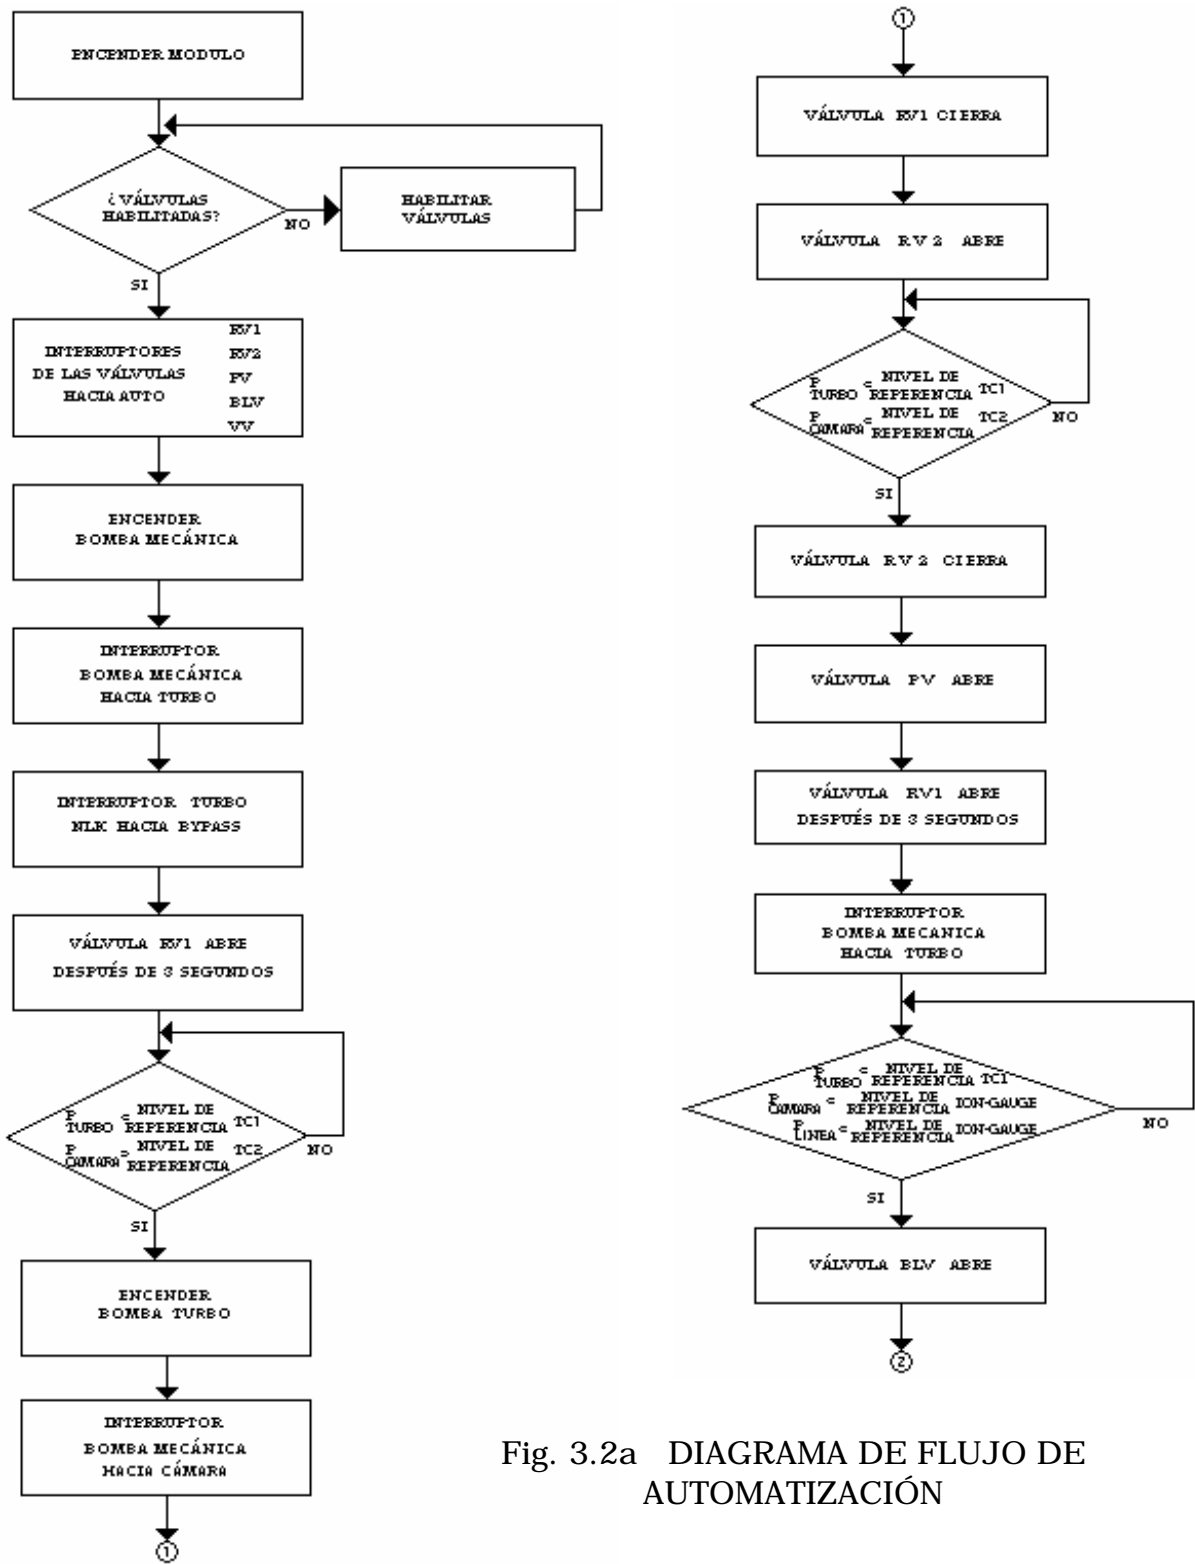 ENCENDER MODULO
¿VÁLVULAS
HABILITADAS?
NO
HABILITAR
VÁLVULAS
SI
INTERRUPTORES
DE LAS VÁLVULAS
HACIA AUTO
RV1
RV2
PV
BLV
VV
ENCENDER
BOMBA MECÁNICA
INTERRUPTOR
BOMBA MECÁNICA
HACIA TURBO
INTERRUPTOR TURBO
NLK HACIA BYPASS
VÁLVULA RV1 ABRE
DESPUÉS DE 3 SEGUNDOS
P TURBO = NIVEL DE REFERENCIA TC1
P CAMARA = NIVEL DE REFERENCIA TC2
NO
SI
ENCENDER
BOMBA TURBO
INTERRUPTOR
BOMBA MECÁNICA
HACIA CÁMARA
1
1
VÁLVULA RV1 CIERRA
VÁLVULA RV2 ABRE
P TURBO = NIVEL DE REFERENCIA TC1
P CAMARA = NIVEL DE REFERENCIA TC2
NO
SI
VÁLVULA RV2 CIERRA
VÁLVULA PV ABRE
VÁLVULA RV1 ABRE
DESPUÉS DE 3 SEGUNDOS
INTERRUPTOR
BOMBA MECANICA
HACIA TURBO
P TURBO = NIVEL DE REFERENCIA TC1
P CAMARA = NIVEL DE REFERENCIA ION-GAUGE
P LINEA = NIVEL DE REFERENCIA ION-GAUGE
NO
SI
VÁLVULA BLV ABRE
2
Fig. 3.2a DIAGRAMA DE FLUJO DE
AUTOMATIZACIÓN